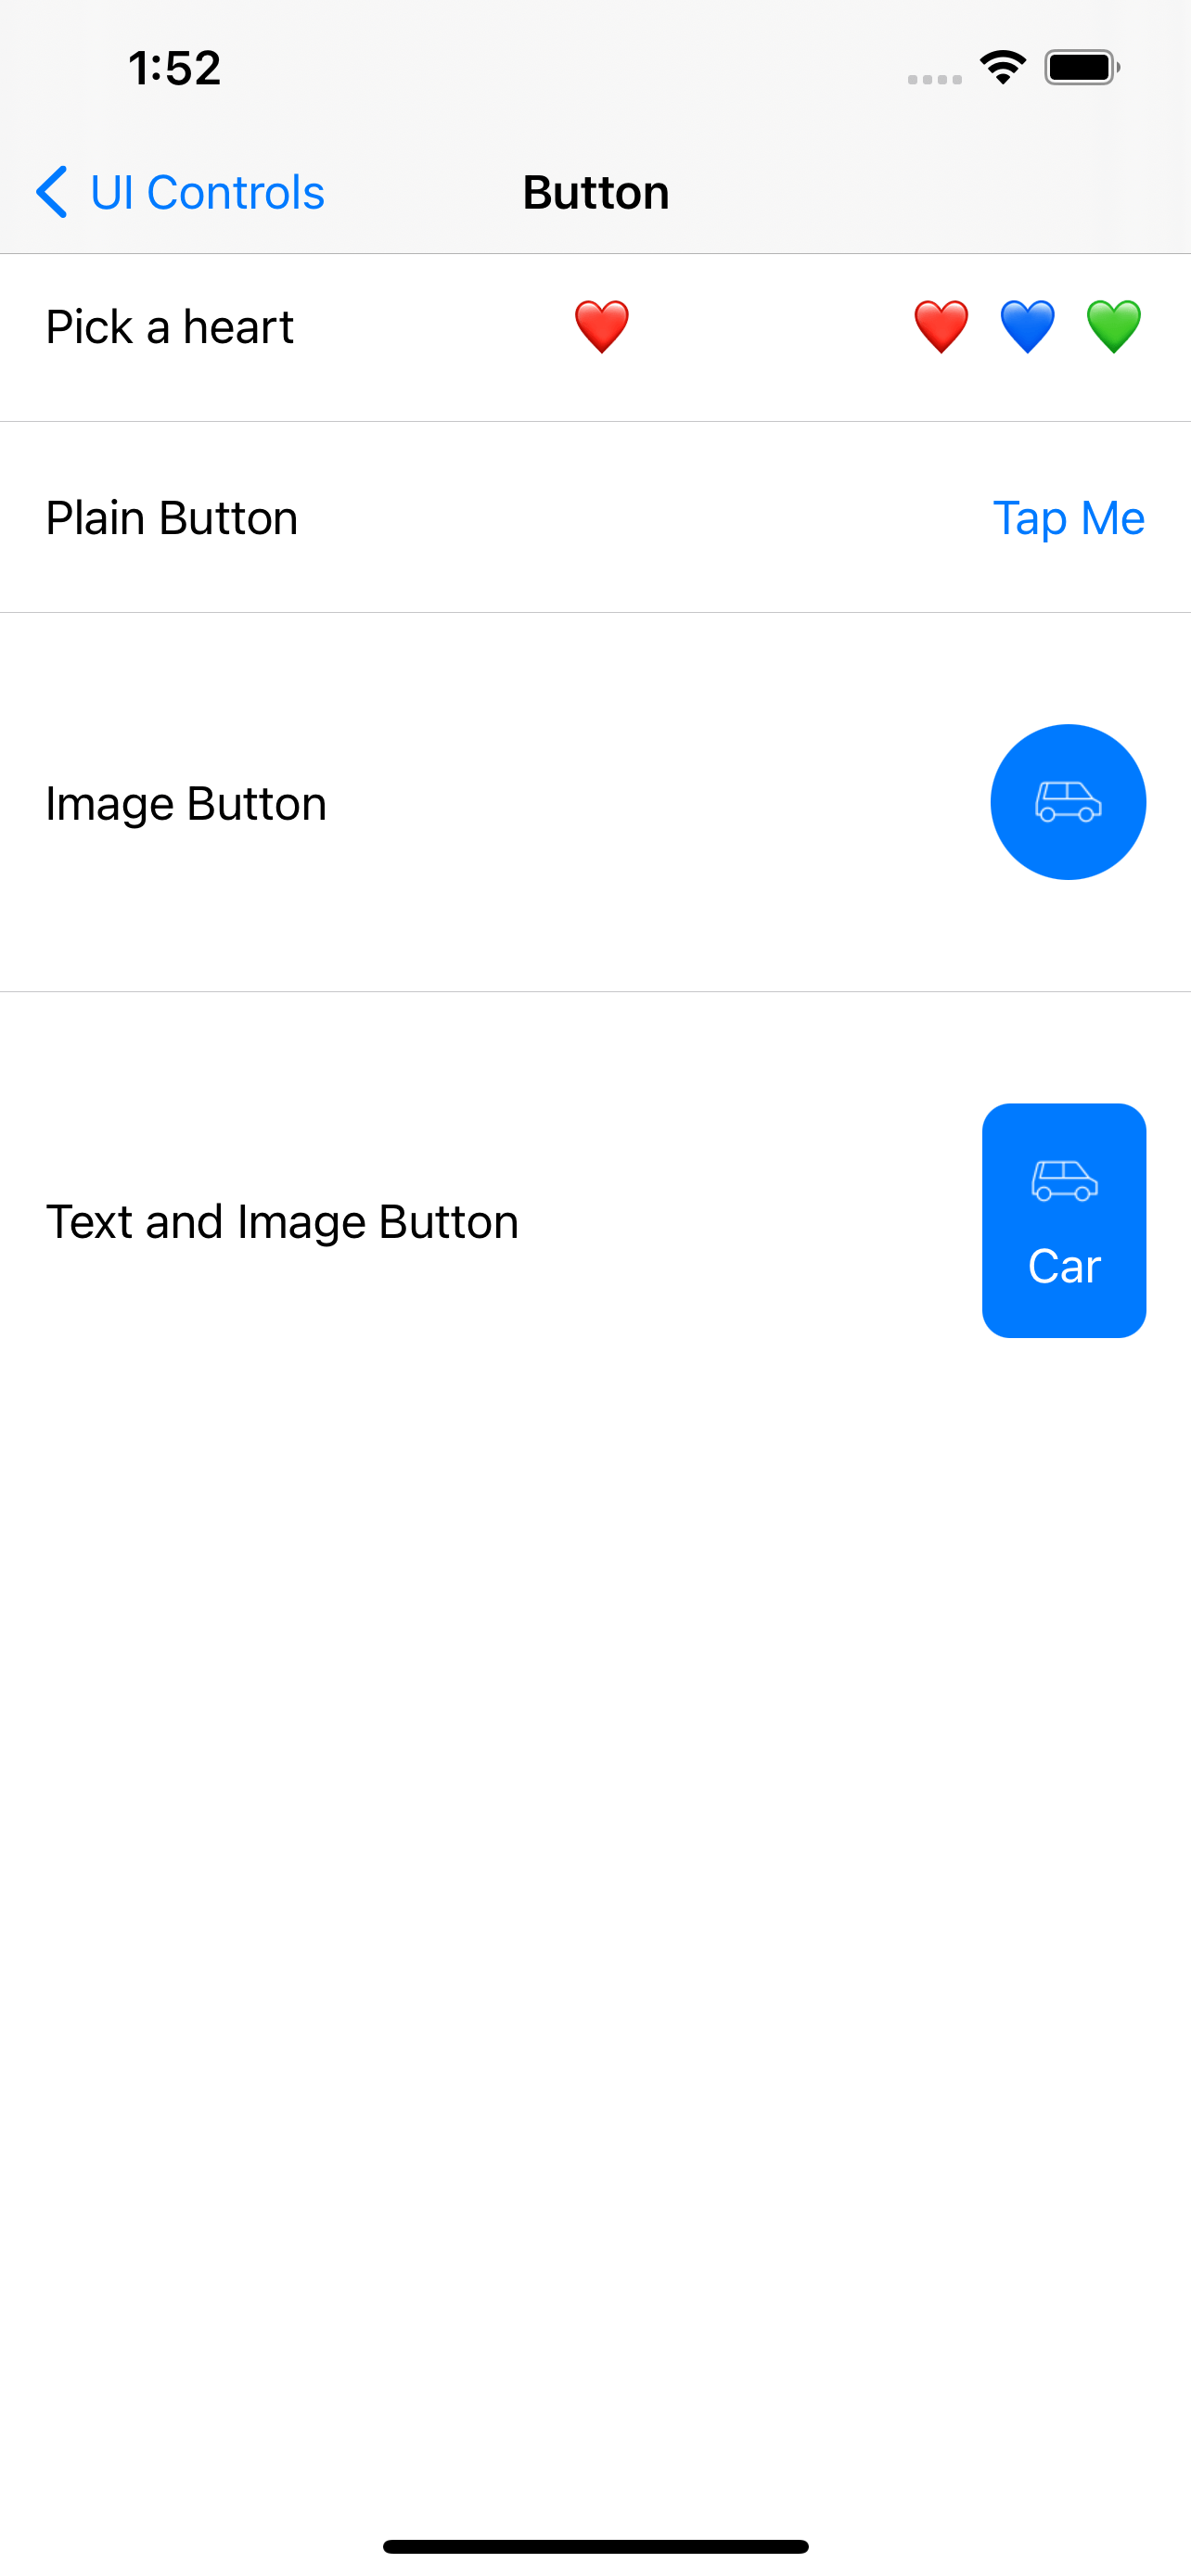 1:52
UI Controls
Button
Pick a heart ❤️ ❤️ 💙 💚
Plain Button Tap Me
Image Button
Text and Image Button
Car